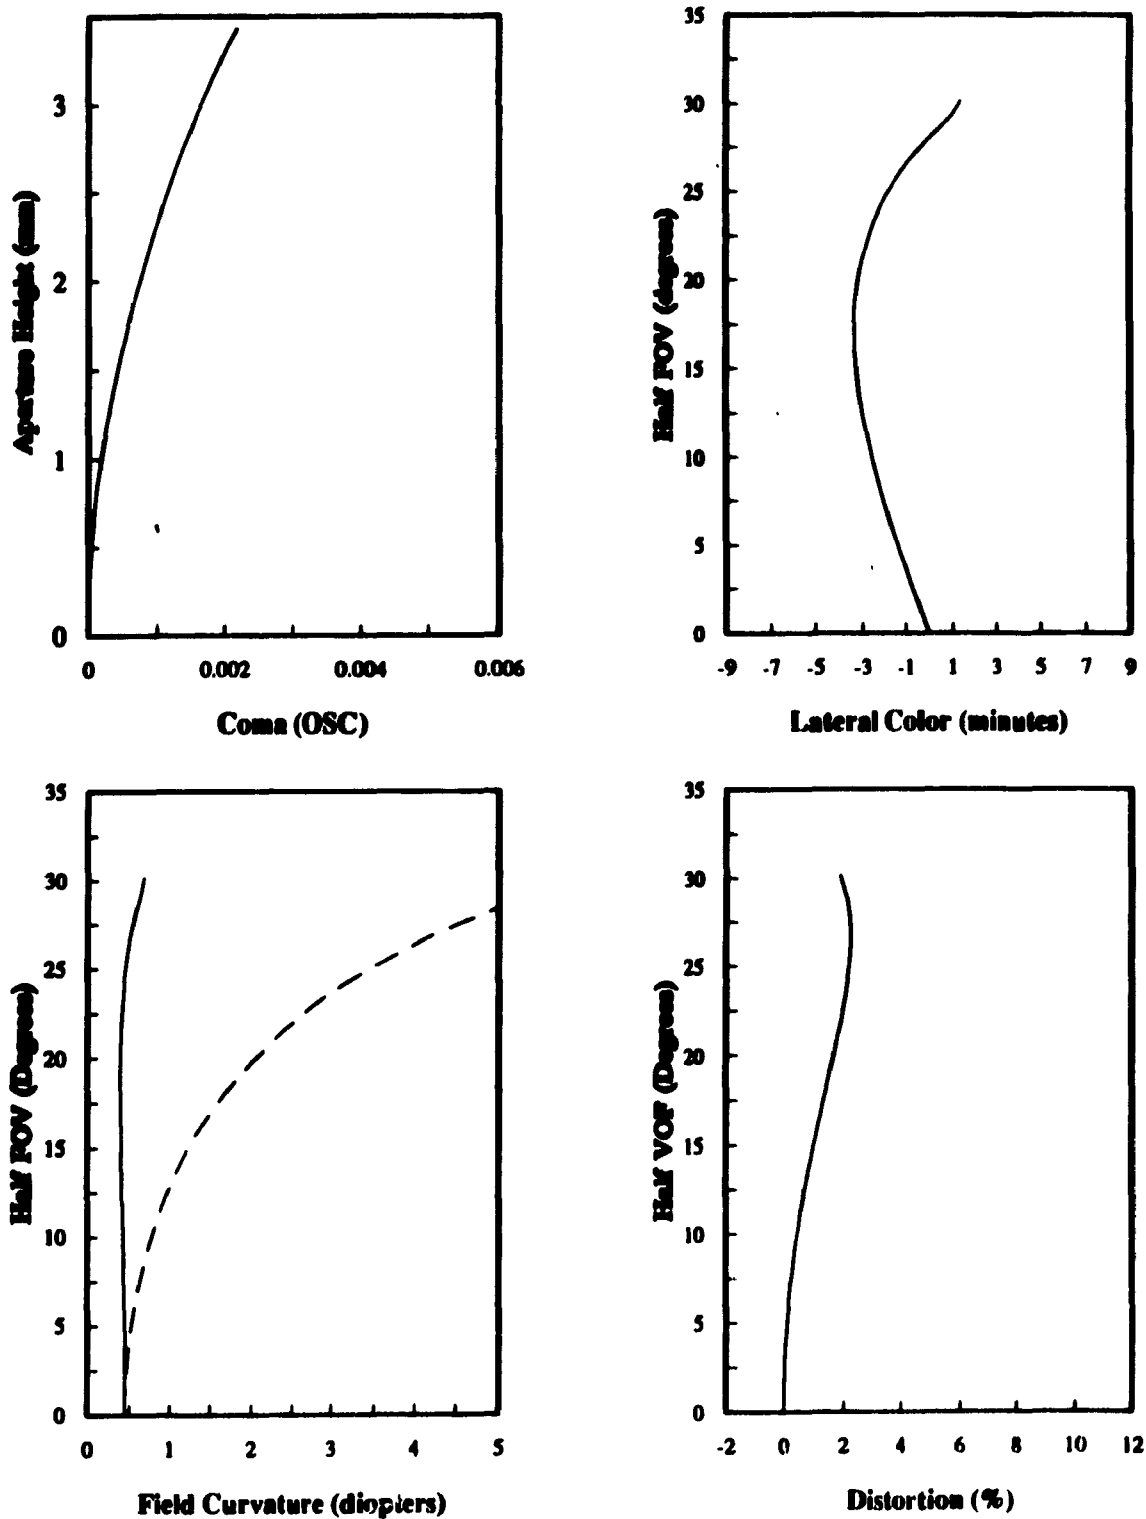 Aperture Height (mm)
3
2
1
0
0 0.002 0.004 0.006
Coma (OSC)
Half FOV (degrees)
35
30
25
20
15
10
5
0
-9 -7 -5 -3 -1 1 3 5 7 9
Lateral Color (minutes)
Half FOV (Degrees)
35
30
25
20
15
10
5
0
0 1 2 3 4 5
Field Curvature (diopters)
Half VOF (Degrees)
35
30
25
20
15
10
5
0
-2 0 2 4 6 8 10 12
Distortion (%)